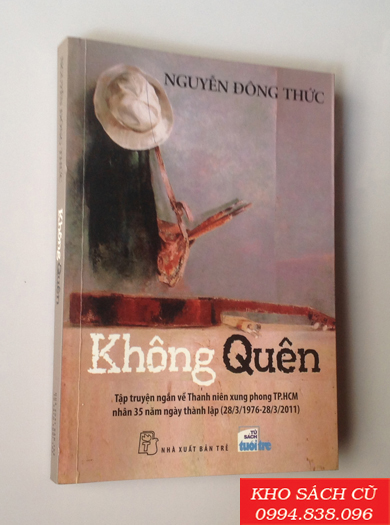 NGUYỄN ĐÔNG THỨC
Không Quên
Tập truyện ngắn về Thanh niên xung phong TP.HCM
nhân 35 năm ngày thành lập (28/3/1976-28/3/2011)
NHÀ XUẤT BẢN TRẺ
TỦ SÁCH
tuổi trẻ
Không Quên
KHO SÁCH CŨ
0994.838.096